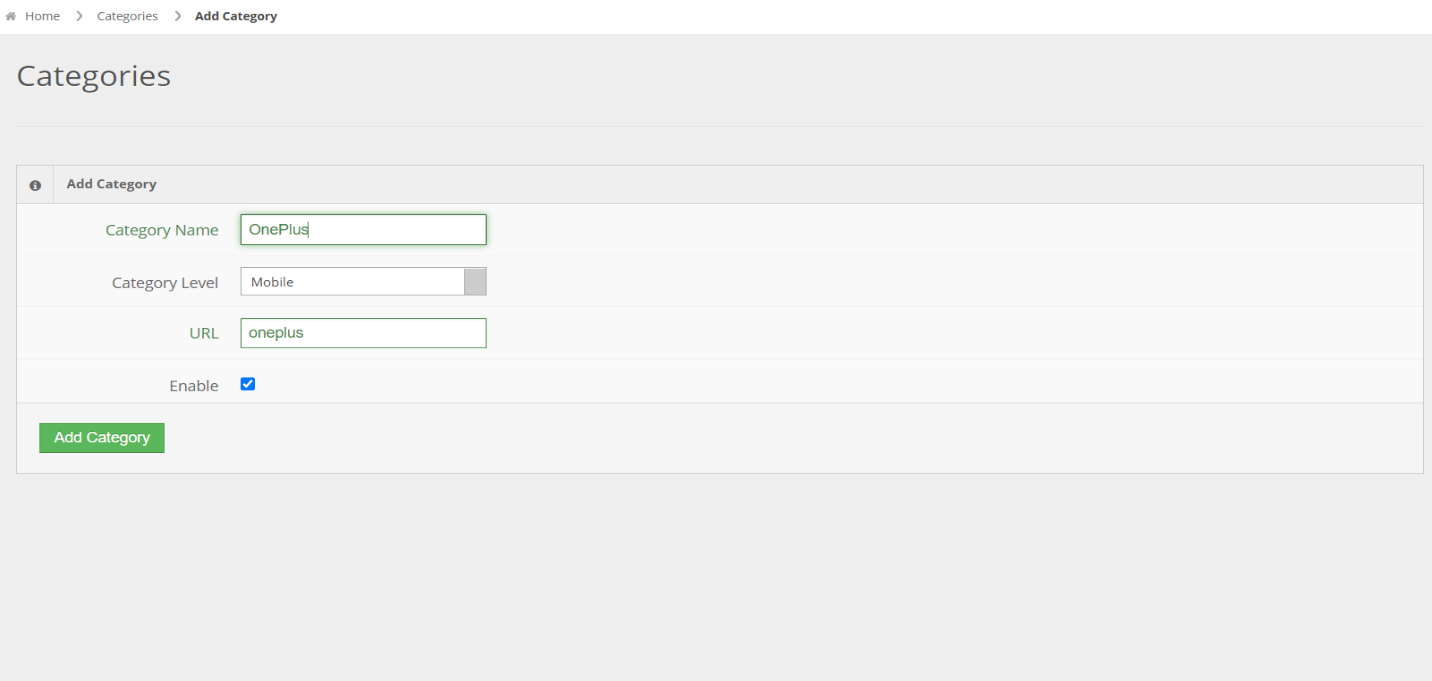 Home Categories Add Category
Categories
Add Category
Category Name OnePlus
Category Level Mobile
URL oneplus
Enable
Add Category